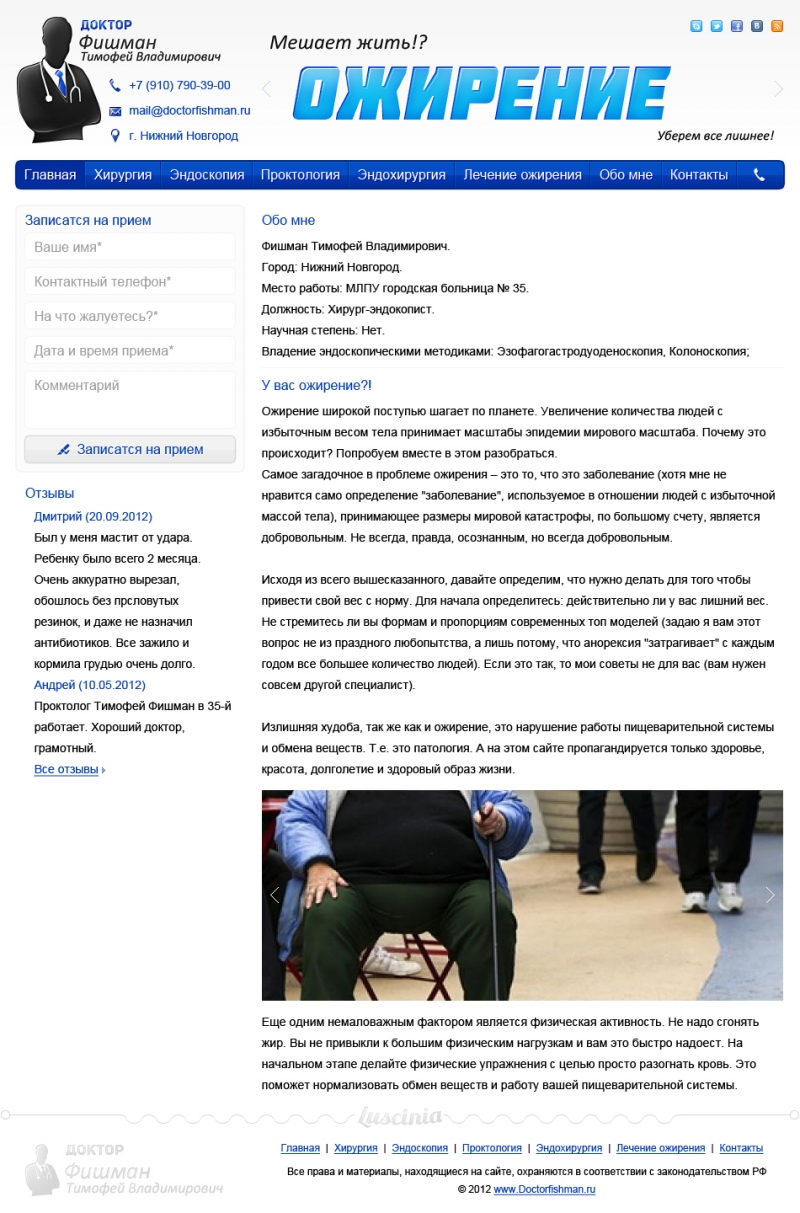 ДОКТОР
Фишман
Тимофей Владимирович
+7 (910) 790-39-00
mail@doctorfishman.ru
г. Нижний Новгород
Мешает жить!?
ОЖИРЕНИЕ
Уберем все лишнее!
Главная Хирургия Эндоскопия Проктология Эндохирургия Лечение ожирения Обо мне Контакты
Записатся на прием
Ваше имя*
Контактный телефон*
На что жалуетесь?*
Дата и время приема*
Комментарий
Записатся на прием
Отзывы
Дмитрий (20.09.2012)
Был у меня мастит от удара.
Ребенку было всего 2 месяца.
Очень аккуратно вырезал,
обошлось без прсловутых
резинок, и даже не назначил
антибиотиков. Все зажило и
кормила грудью очень долго.
Андрей (10.05.2012)
Проктолог Тимофей Фишман в 35-й
работает. Хороший доктор,
грамотный.
Все отзывы
Обо мне
Фишман Тимофей Владимирович.
Город: Нижний Новгород.
Место работы: МЛПУ городская больница № 35.
Должность: Хирург-эндокопист.
Научная степень: Нет.
Владение эндоскопическими методиками: Эзофагогастродуоденоскопия, Колоноскопия;
У вас ожирение?!
Ожирение широкой поступью шагает по планете. Увеличение количества людей с
избыточным весом тела принимает масштабы эпидемии мирового масштаба. Почему это
происходит? Попробуем вместе в этом разобраться.
Самое загадочное в проблеме ожирения – это то, что это заболевание (хотя мне не
нравится само определение "заболевание", используемое в отношении людей с избыточной
массой тела), принимающее размеры мировой катастрофы, по большому счету, является
добровольным. Не всегда, правда, осознанным, но всегда добровольным.
Исходя из всего вышесказанного, давайте определим, что нужно делать для того чтобы
привести свой вес с норму. Для начала определитесь: действительно ли у вас лишний вес.
Не стремитесь ли вы формам и пропорциям современных топ моделей (задаю я вам этот
вопрос не из праздного любопытства, а лишь потому, что анорексия "затрагивает" с каждым
годом все большее количество людей). Если это так, то мои советы не для вас (вам нужен
совсем другой специалист).
Излишняя худоба, так же как и ожирение, это нарушение работы пищеварительной системы
и обмена веществ. Т.е. это патология. А на этом сайте пропагандируется только здоровье,
красота, долголетие и здоровый образ жизни.
Еще одним немаловажным фактором является физическая активность. Не надо сгонять
жир. Вы не привыкли к большим физическим нагрузкам и вам это быстро надоест. На
начальном этапе делайте физические упражнения с целью просто разогнать кровь. Это
поможет нормализовать обмен веществ и работу вашей пищеварительной системы.
Luscinia
ДОКТОР
Фишман
Тимофей Владимирович
Главная | Хирургия | Эндоскопия | Проктология | Эндохирургия | Лечение ожирения | Контакты
Все права и материалы, находящиеся на сайте, охраняются в соответствии с законодательством РФ
© 2012 www.Doctorfishman.ru